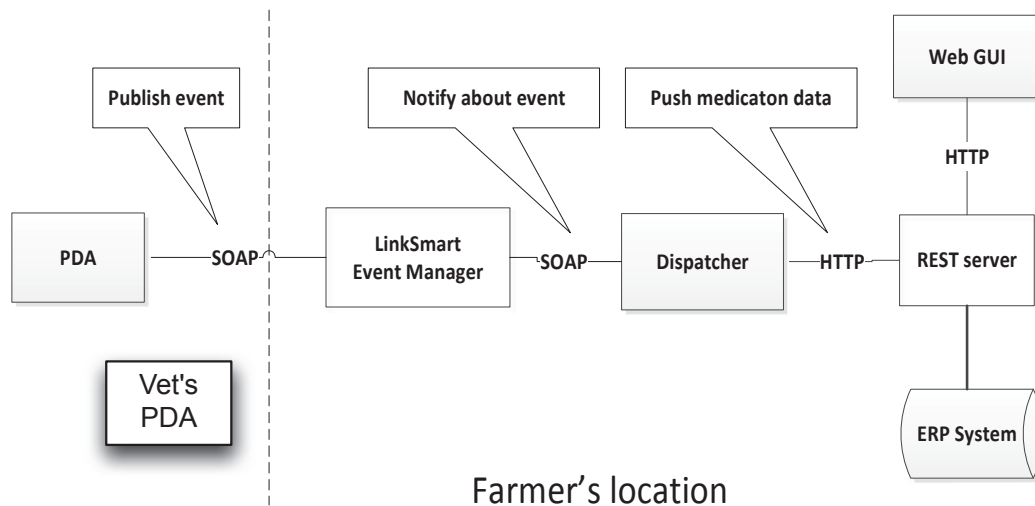 Web GUI
Publish event
Notify about event
Push medicaton data
HTTP
PDA
SOAP
LinkSmart
Event Manager
SOAP
Dispatcher
HTTP
REST server
Vet's
PDA
ERP System
Farmer’s location